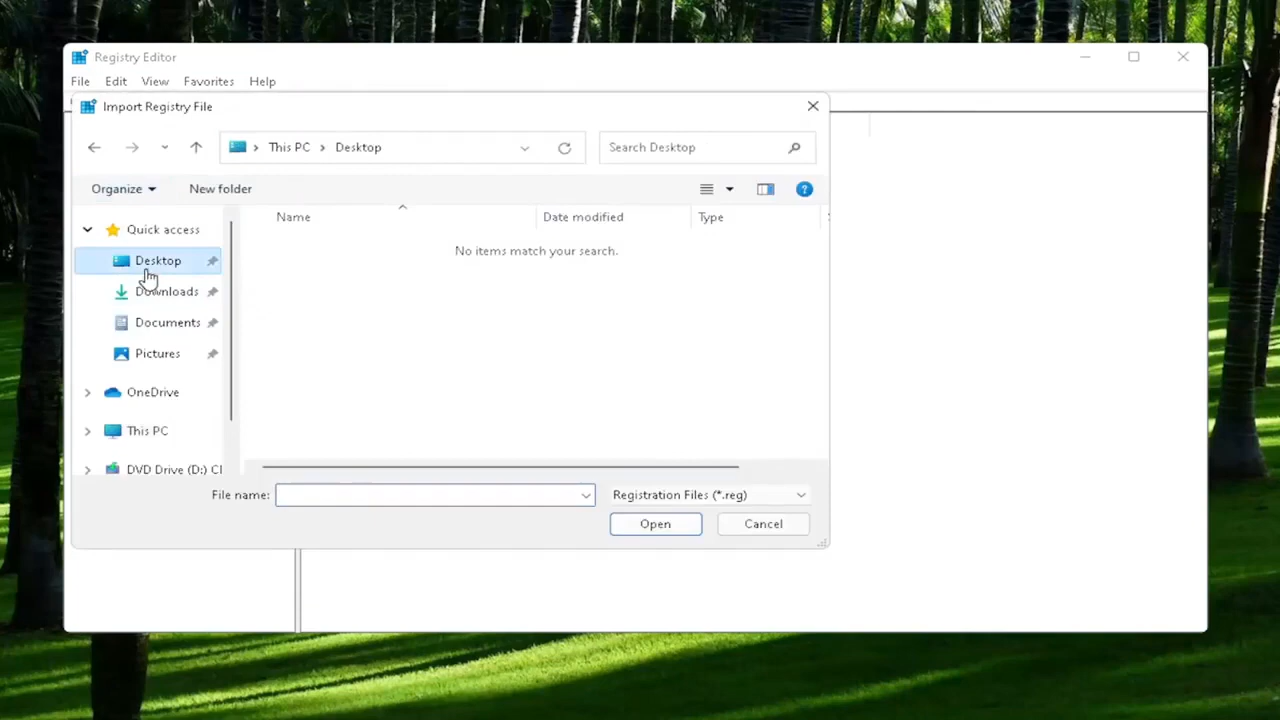 Registry Editor
File Edit View Favorites Help
Import Registry File
This PC Desktop
Search Desktop
Organize New folder
Name Date modified Type
Quick access
No items match your search.
Desktop
Downloads
Documents
Pictures
OneDrive
This PC
DVD Drive (D:) C
File name: Registration Files (*.reg)
Open Cancel